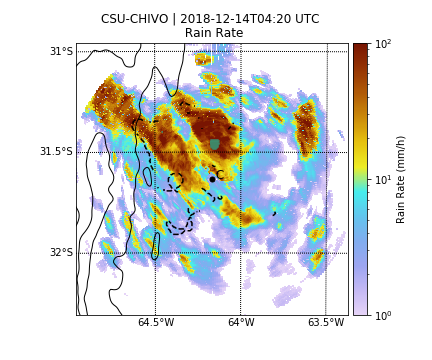 CSU-CHIVO | 2018-12-14T04:20 UTC
Rain Rate
31°S
31.5°S
32°S
64.5°W
64°W
63.5°W
C
10²
10¹
10⁰
Rain Rate (mm/h)